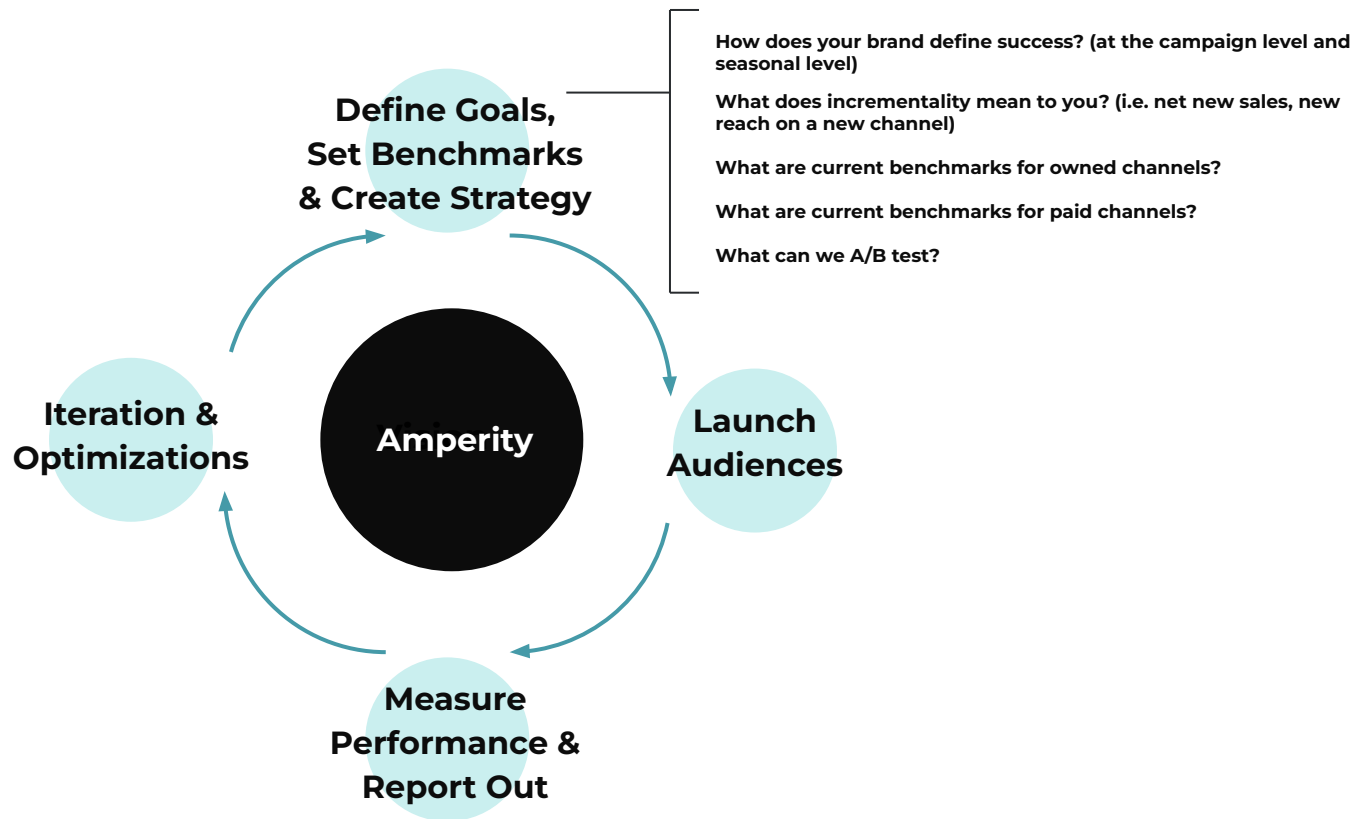 How does your brand define success? (at the campaign level and
seasonal level)
What does incrementality mean to you? (i.e. net new sales, new
reach on a new channel)
What are current benchmarks for owned channels?
What are current benchmarks for paid channels?
What can we A/B test?
Define Goals,
Set Benchmarks
& Create Strategy
Iteration &
Optimizations
Amperity
Launch
Audiences
Measure
Performance &
Report Out